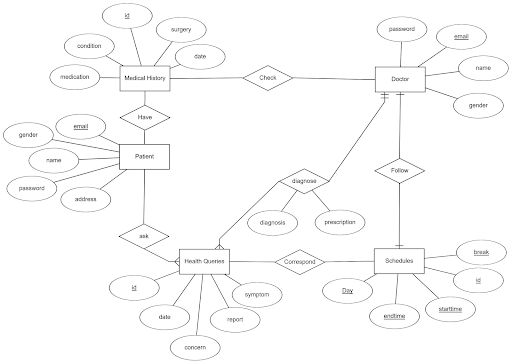 id
surgery
condition
date
medication
Medical History
Check
password
email
Doctor
name
gender
Have
gender
email
name
Patient
password
address
diagnose
Follow
diagnosis
prescription
ask
Health Queries
Correspond
Schedules
break
id
id
symptom
Day
date
report
endtime
starttime
concern